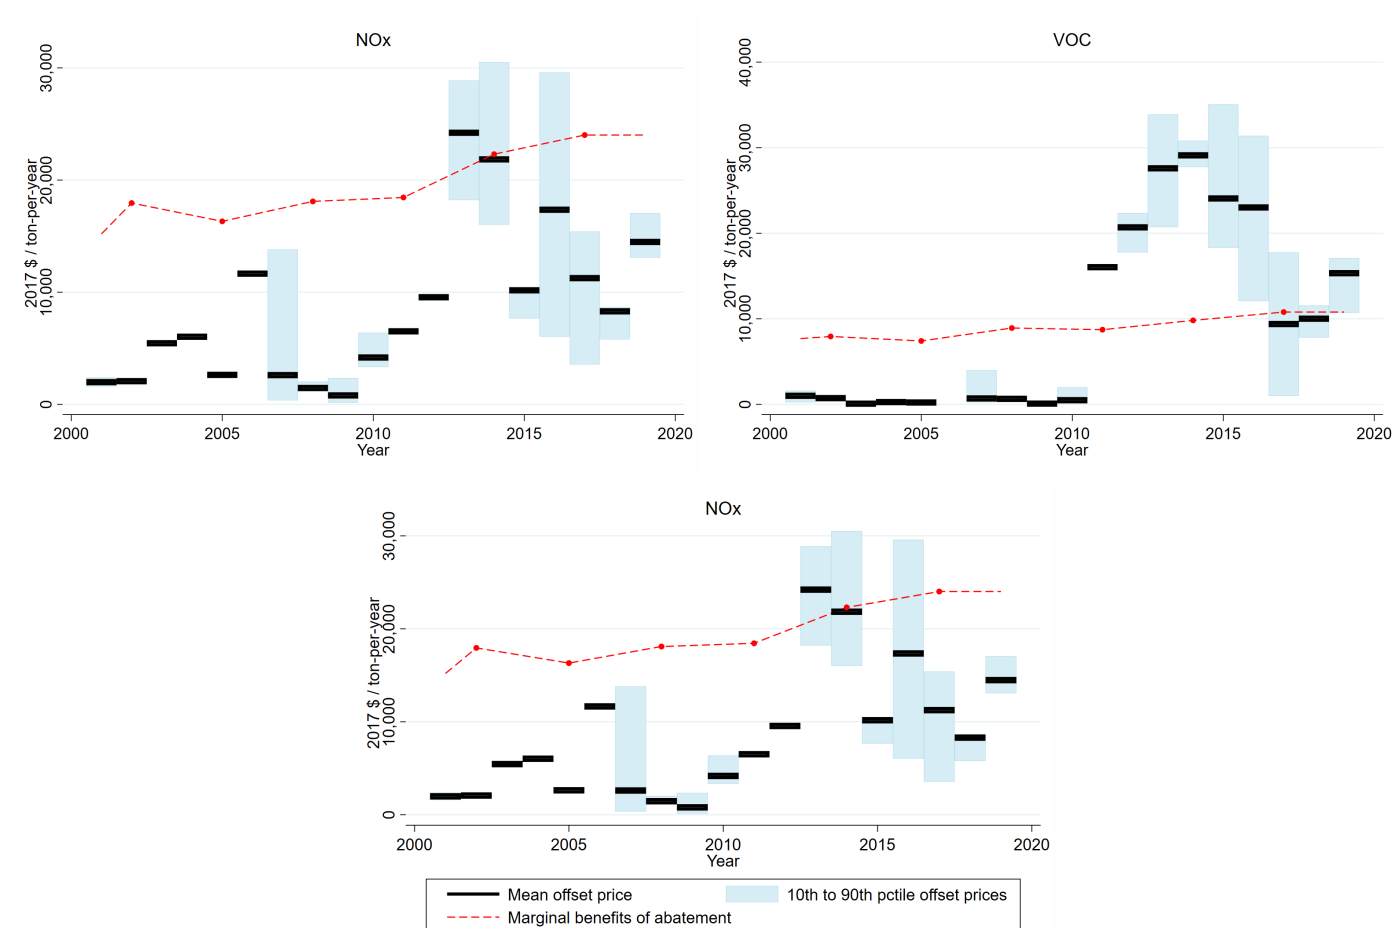 NOx
2017 $ / ton-per-year
30,000
20,000
10,000
0
2000 2005 2010 2015 2020
Year
VOC
2017 $ / ton-per-year
40,000
30,000
20,000
10,000
0
2000 2005 2010 2015 2020
Year
NOx
2017 $ / ton-per-year
30,000
20,000
10,000
0
2000 2005 2010 2015 2020
Year
Mean offset price
10th to 90th pctile offset prices
Marginal benefits of abatement